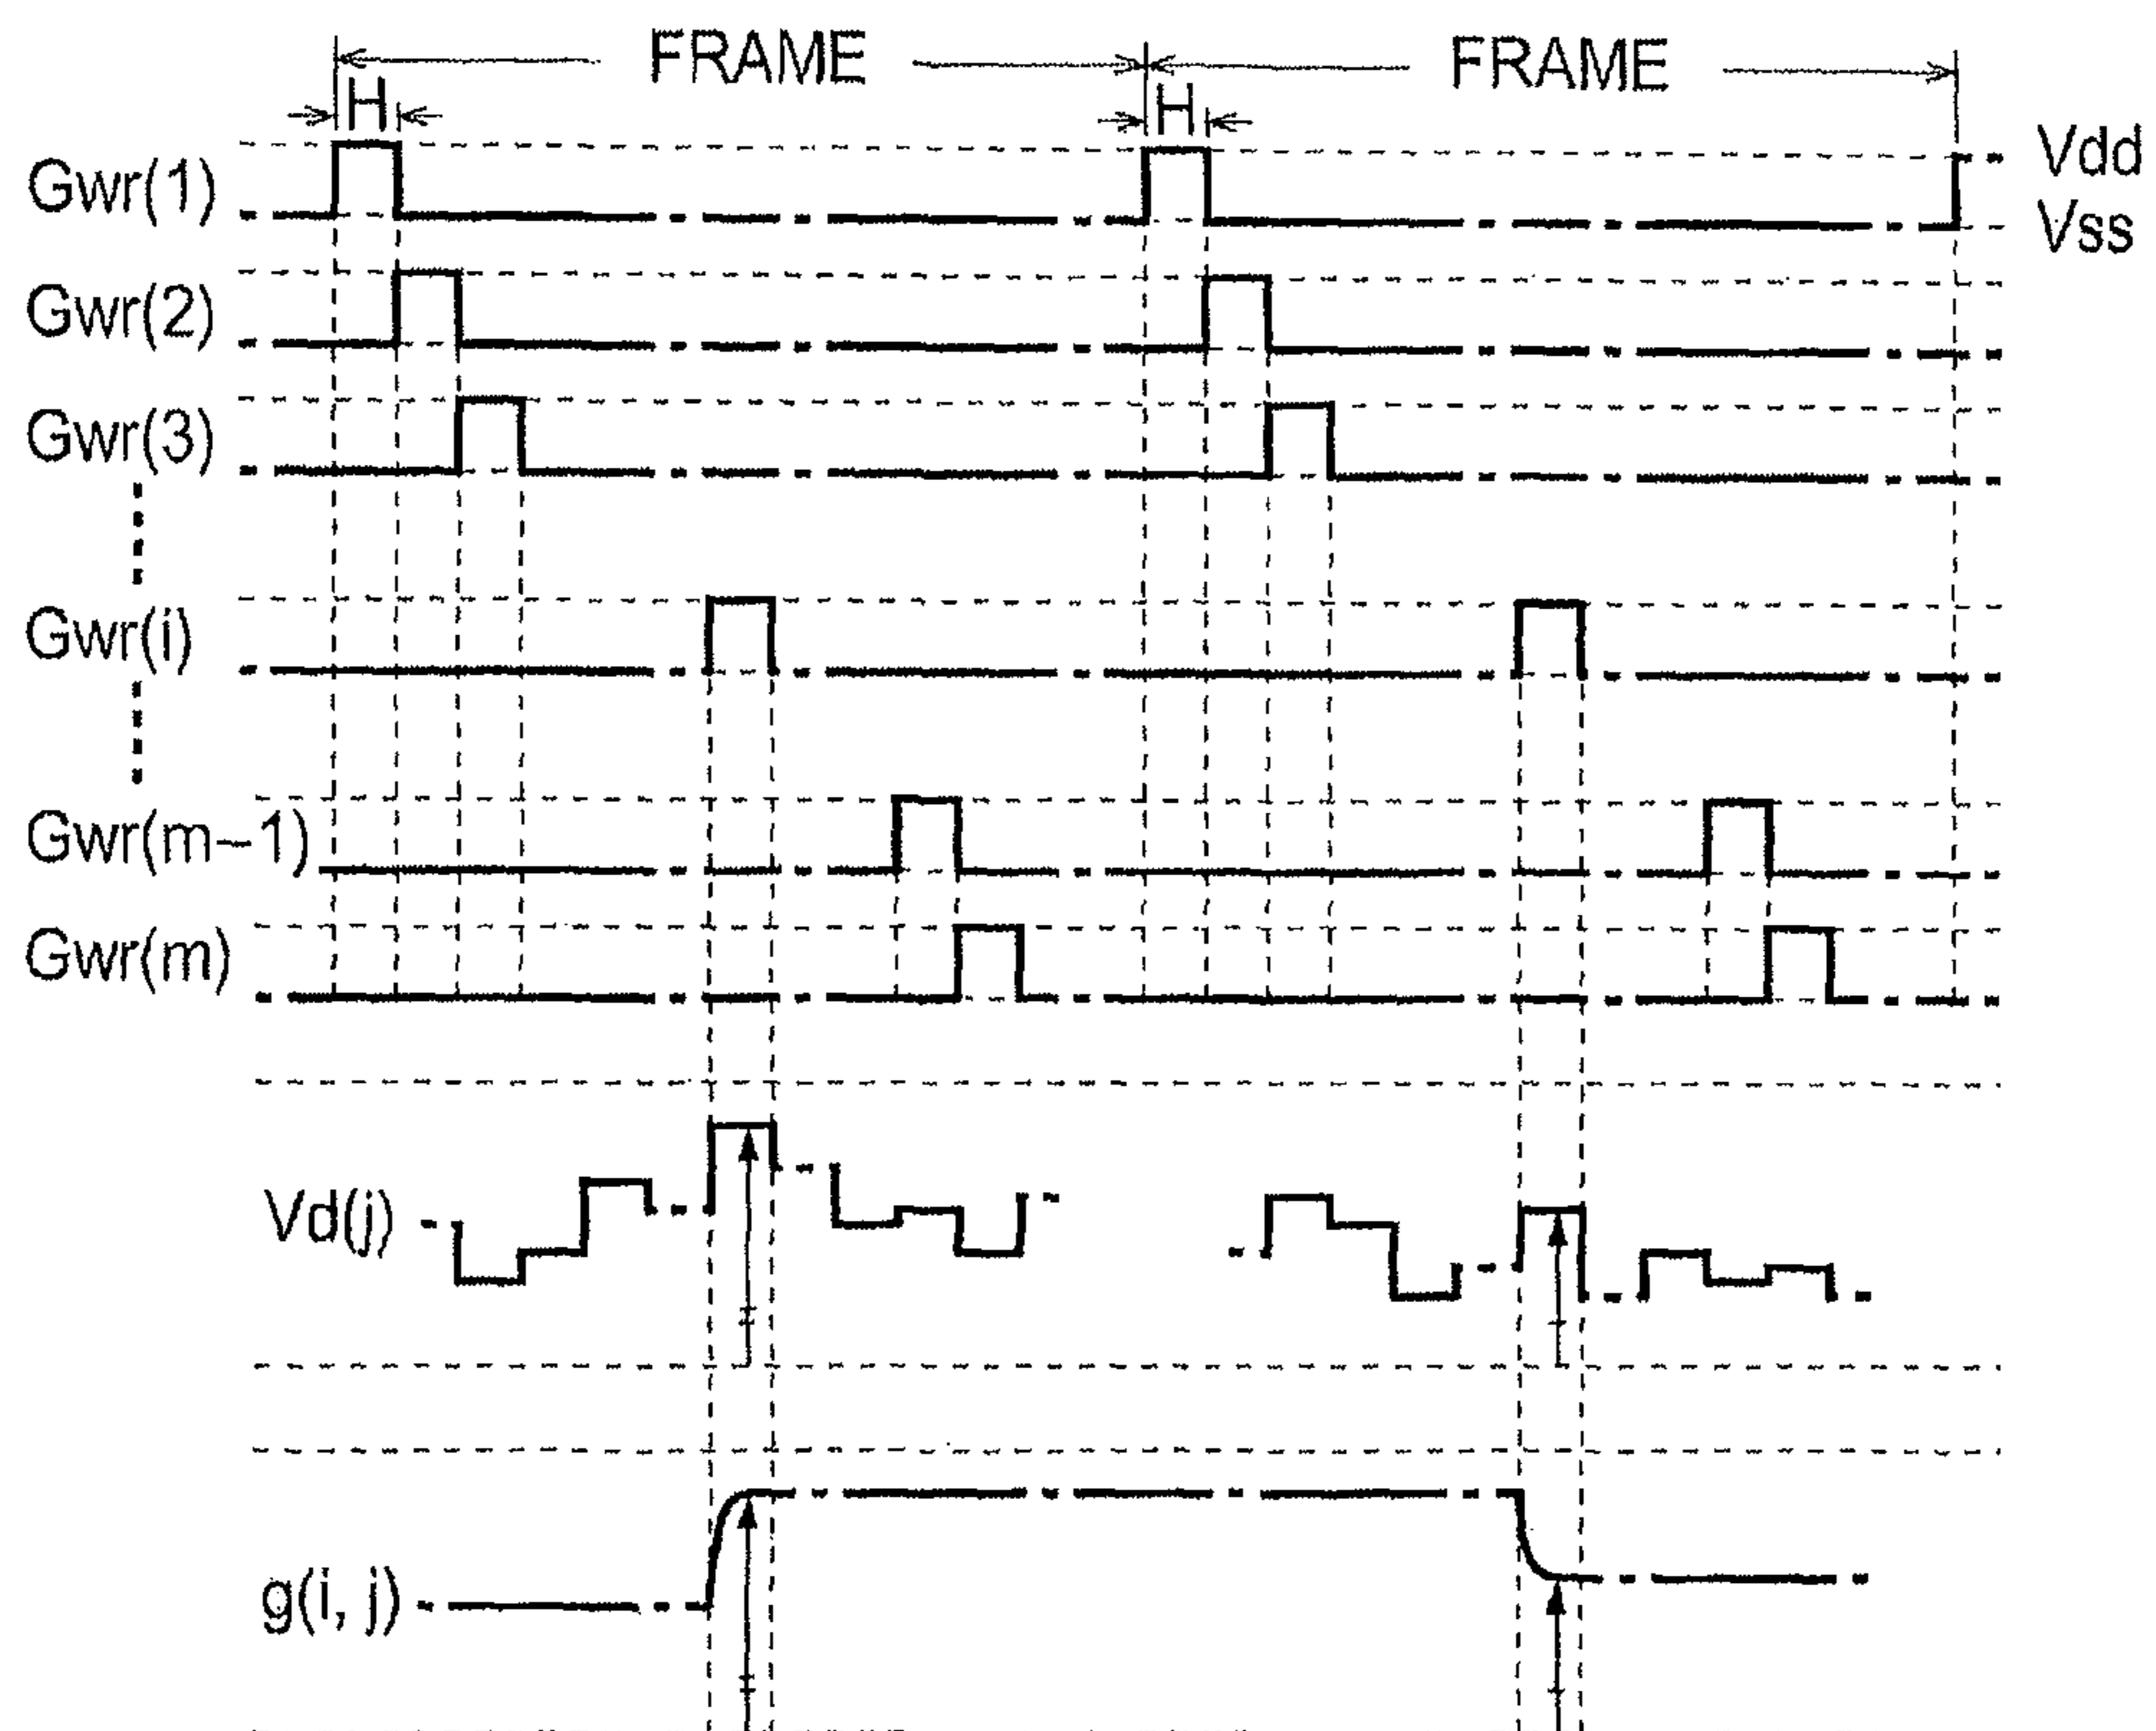 FRAME FRAME
H H
Gwr(1)
Vdd
Vss
Gwr(2)
Gwr(3)
Gwr(i)
Gwr(m−1)
Gwr(m)
Vd(j)
g(i, j)